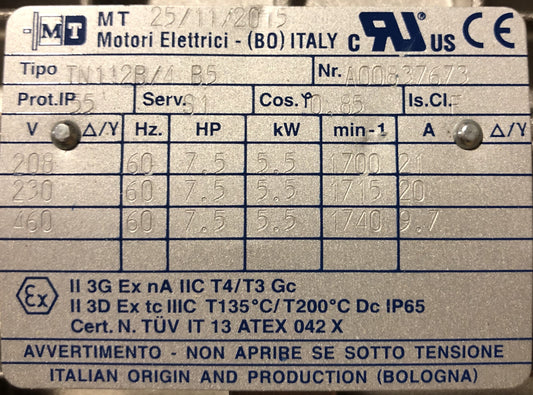 MT MT 25/11/2015
Motori Elettrici - (BO) ITALY c RU US CE
Tipo TN112B/4 B5 Nr. A00837673
Prot.IP 55 Serv. S1 Cos.φ 0.85 Is.Cl. F
V Δ/Y Hz. HP kW min-1 A Δ/Y
208 60 7.5 5.5 1700 21
230 60 7.5 5.5 1715 20
460 60 7.5 5.5 1740 9.7
Ex II 3G Ex nA IIC T4/T3 Gc
II 3D Ex tc IIIC T135°C/T200°C Dc IP65
Cert. N. TÜV IT 13 ATEX 042 X
AVVERTIMENTO - NON APRIRE SE SOTTO TENSIONE
ITALIAN ORIGIN AND PRODUCTION (BOLOGNA)